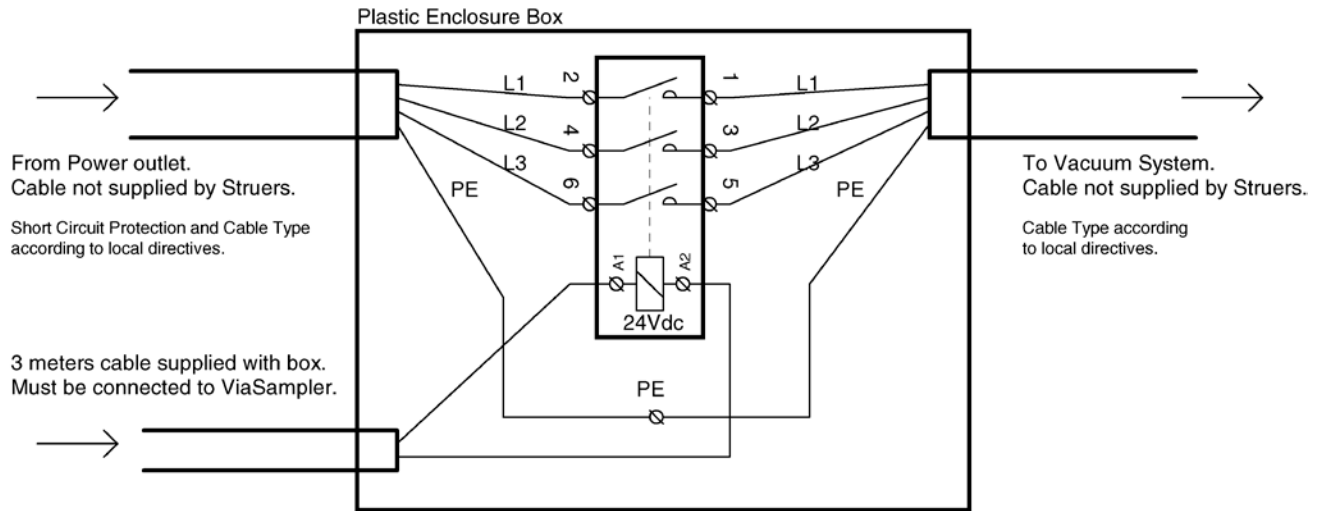 Plastic Enclosure Box
L1
2
1
L1
L2
4
3
L2
L3
6
5
L3
PE
PE
From Power outlet.
Cable not supplied by Struers.
Short Circuit Protection and Cable Type
according to local directives.
To Vacuum System.
Cable not supplied by Struers.
Cable Type according
to local directives.
A1
A2
24Vdc
3 meters cable supplied with box.
Must be connected to ViaSampler.
PE